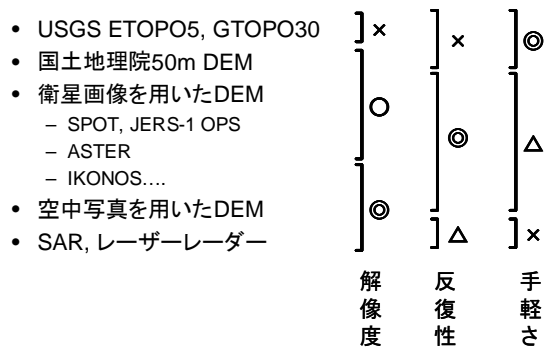 • USGS ETOPO5, GTOPO30
• 国土地理院50m DEM
• 衛星画像を用いたDEM
– SPOT, JERS-1 OPS
– ASTER
– IKONOS....
• 空中写真を用いたDEM
• SAR, レーザーレーダー
×
○
◎
解像度
×
◎
△
反復性
◎
△
×
手軽さ